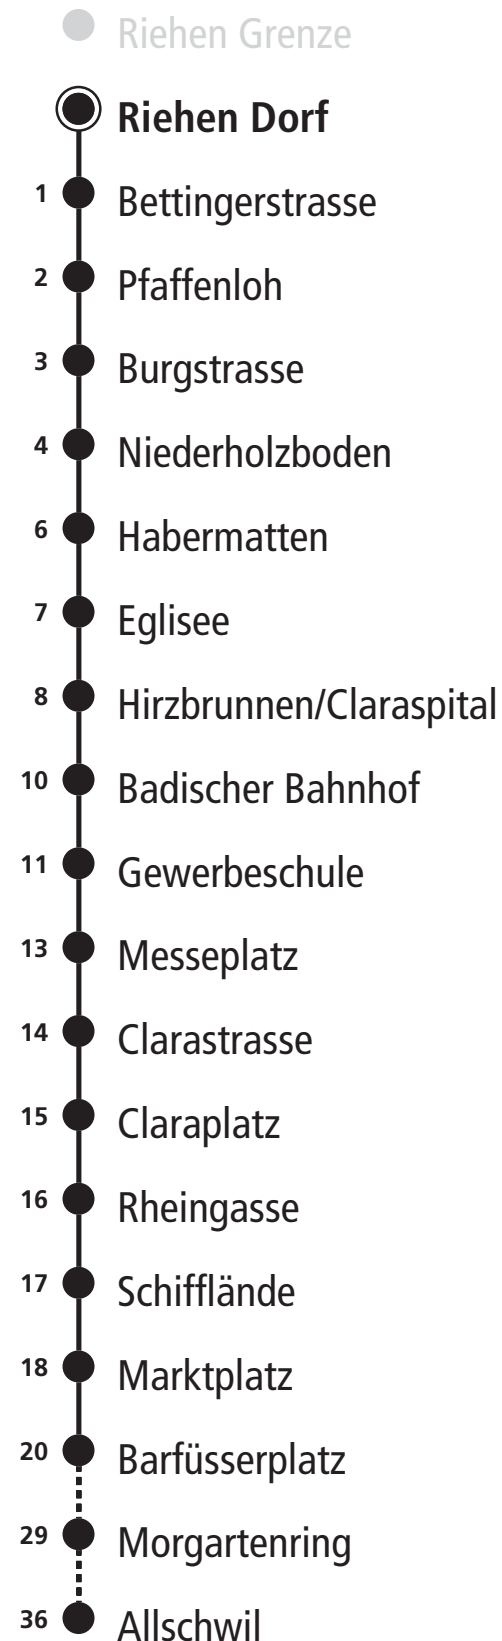 Riehen Grenze
Riehen Dorf
1 Bettingerstrasse
2 Pfaffenloh
3 Burgstrasse
4 Niederholzboden
6 Habermatten
7 Eglisee
8 Hirzbrunnen/Claraspital
10 Badischer Bahnhof
11 Gewerbeschule
13 Messeplatz
14 Clarastrasse
15 Claraplatz
16 Rheingasse
17 Schifflände
18 Marktplatz
20 Barfüsserplatz
29 Morgartenring
36 Allschwil